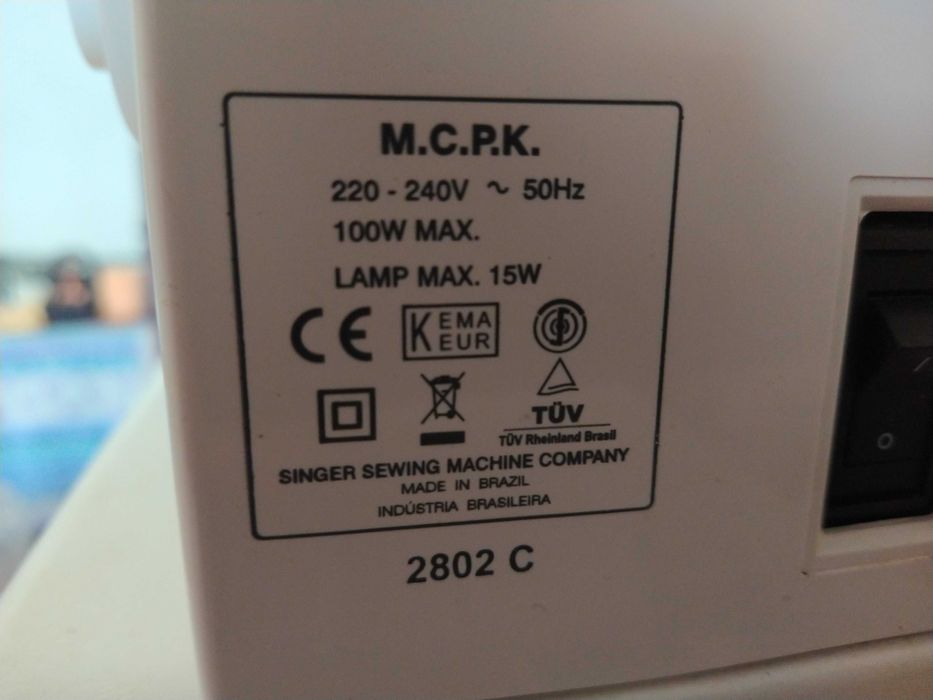 M.C.P.K.
220 - 240V ~ 50Hz
100W MAX.
LAMP MAX. 15W
CE
KEMA
EUR
TÜV
TÜV Rheinland Brasil
SINGER SEWING MACHINE COMPANY
MADE IN BRAZIL
INDÚSTRIA BRASILEIRA
2802 C